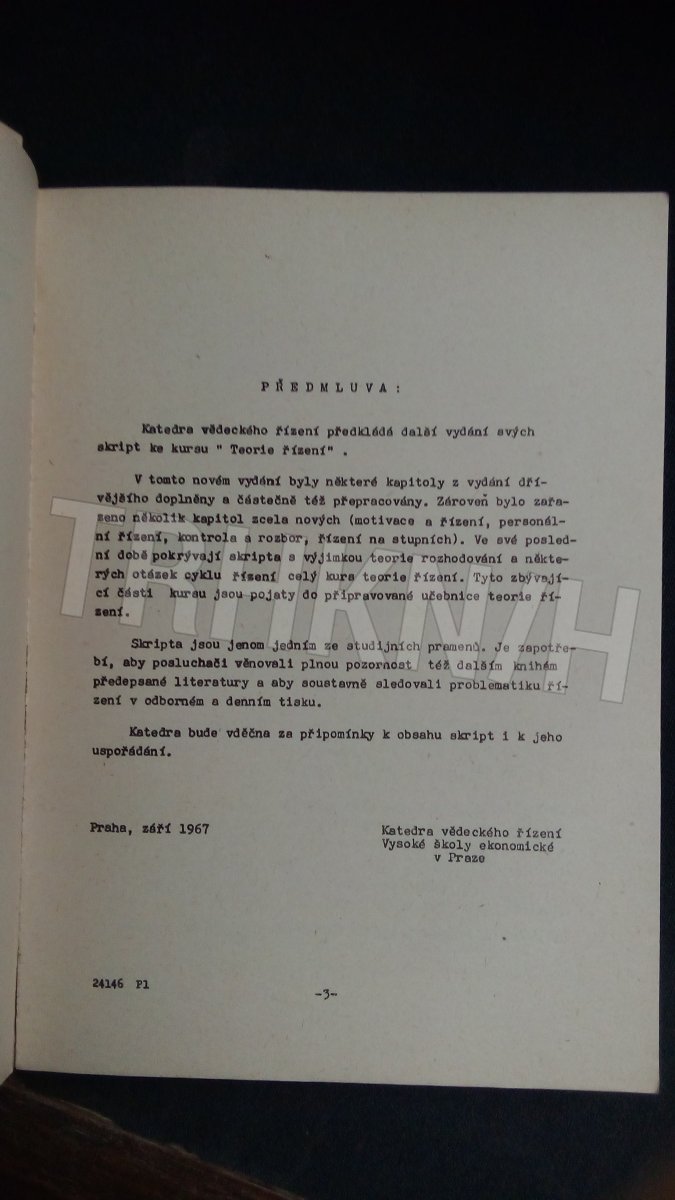 PŘEDMLUVA:
Katedra vědeckého řízení předkládá další vydání svých
skript ke kursu " Teorie řízení" .
V tomto novém vydání byly některé kapitoly z vydání dří-
vějšího doplněny a částečně též přepracovány. Zároveň bylo zařa-
zeno několik kapitol zcela nových (motivace a řízení, personál-
ní řízení, kontrola a rozbor, řízení na stupních). Ve své posled-
ní době pokrývají skripta s výjimkou teorie rozhodování a někte-
rých otázek cyklu řízení celý kurs teorie řízení. Tyto zbývají-
cí části kursu jsou pojaty do připravované učebnice teorie ří-
zení.
Skripta jsou jenom jedním ze studijních pramenů. Je zapotře-
bí, aby posluchači věnovali plnou pozornost též dalším knihám
předepsané literatury a aby soustavně sledovali problematiku ří-
zení v odborném a denním tisku.
Katedra bude vděčna za připomínky k obsahu skript i k jeho
uspořádání.
Praha, září 1967
Katedra vědeckého řízení
Vysoké školy ekonomické
v Praze
24146 P1
-3-
TRHKNIH